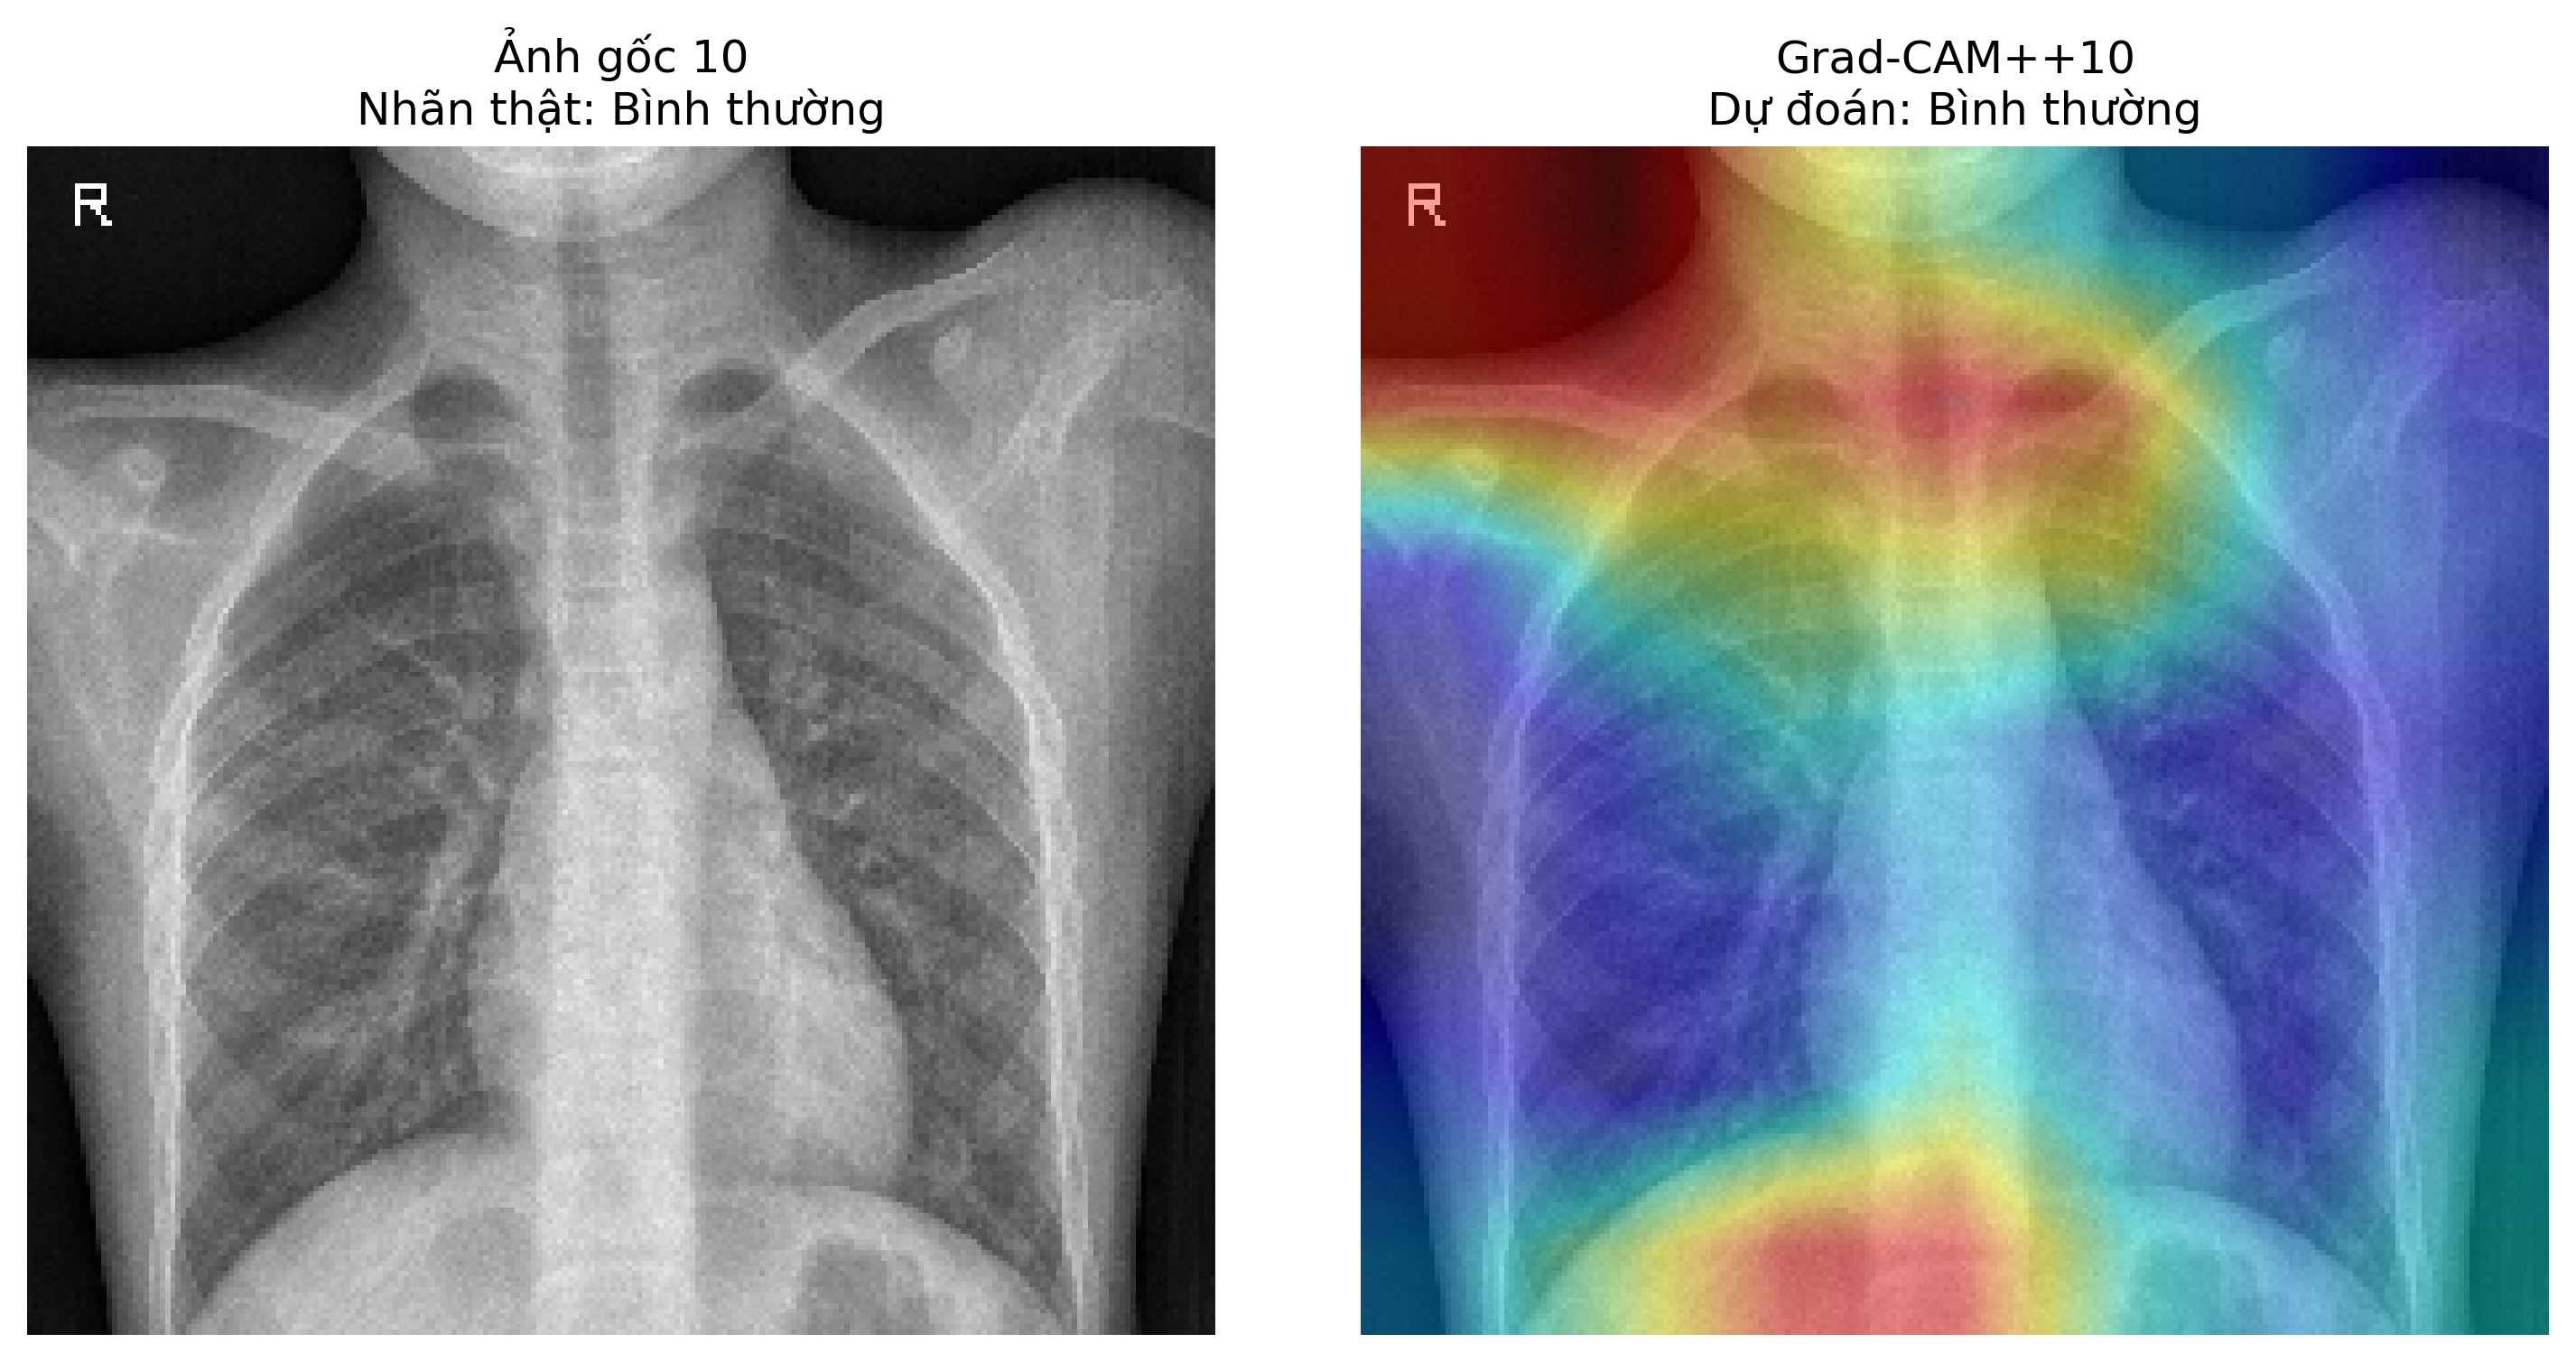 Ảnh gốc 10
Nhãn thật: Bình thường
R
Grad-CAM++10
Dự đoán: Bình thường
R